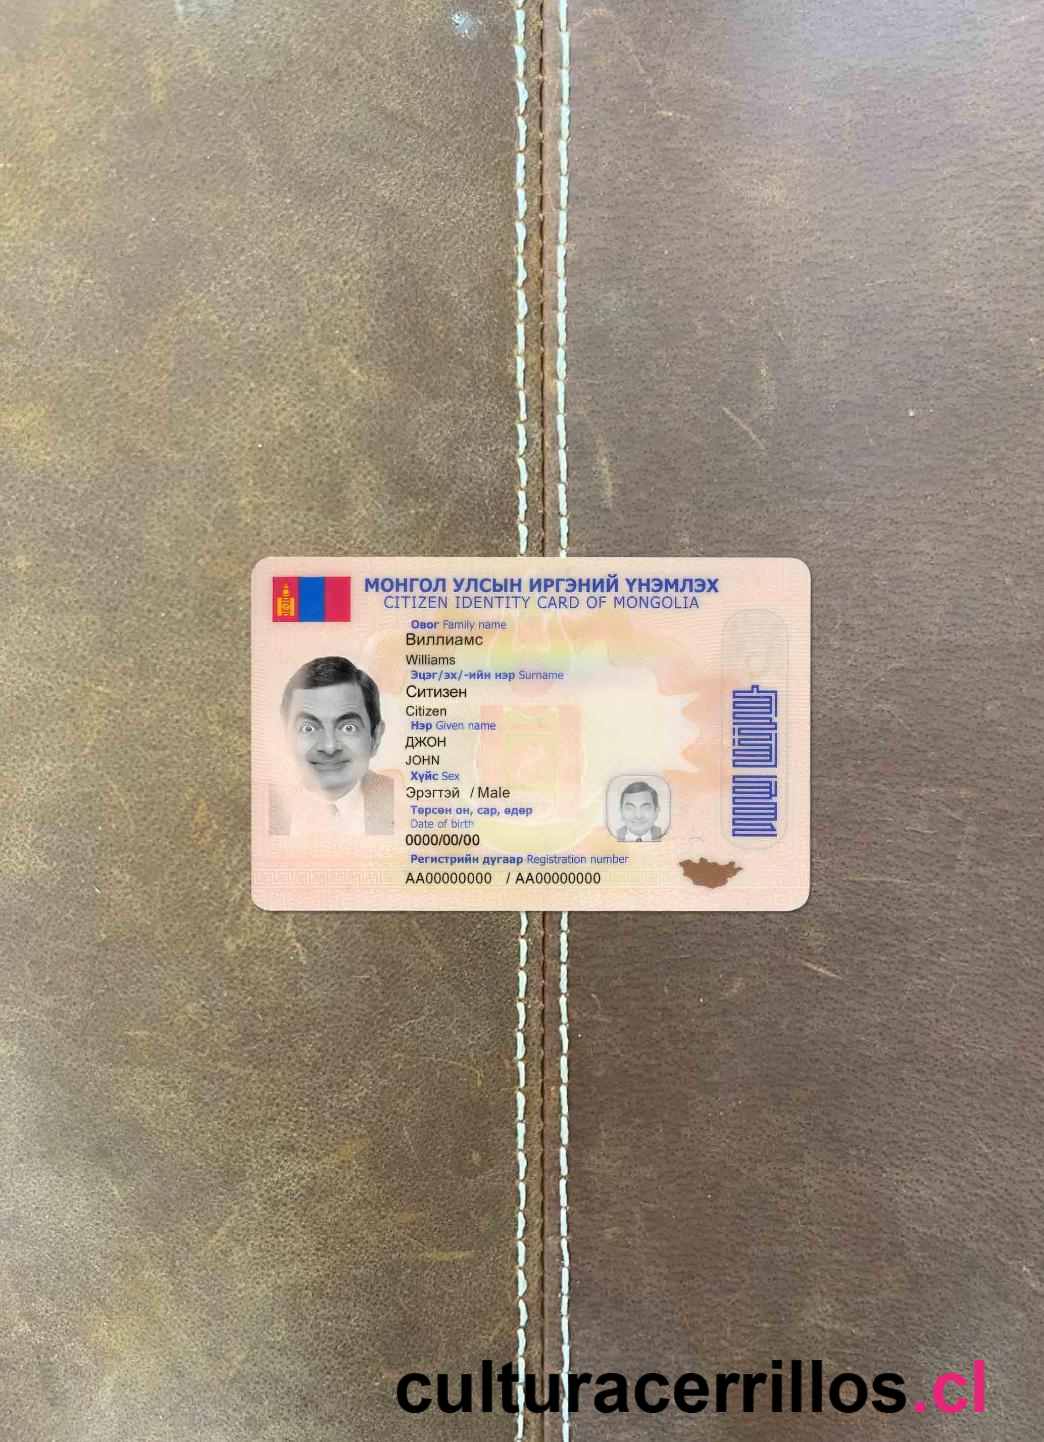 МОНГОЛ УЛСЫН ИРГЭНИЙ ҮНЭМЛЭХ
CITIZEN IDENTITY CARD OF MONGOLIA
Овог Family name
Виллиамс
Williams
Эцэг/эх/-ийн нэр Surname
Ситизен
Citizen
Нэр Given name
ДЖОН
JOHN
Хүйс Sex
Эрэгтэй / Male
Төрсөн он, сар, өдөр
Date of birth
0000/00/00
Регистрийн дугаар Registration number
АА00000000 / AA00000000
culturacerrillos.cl